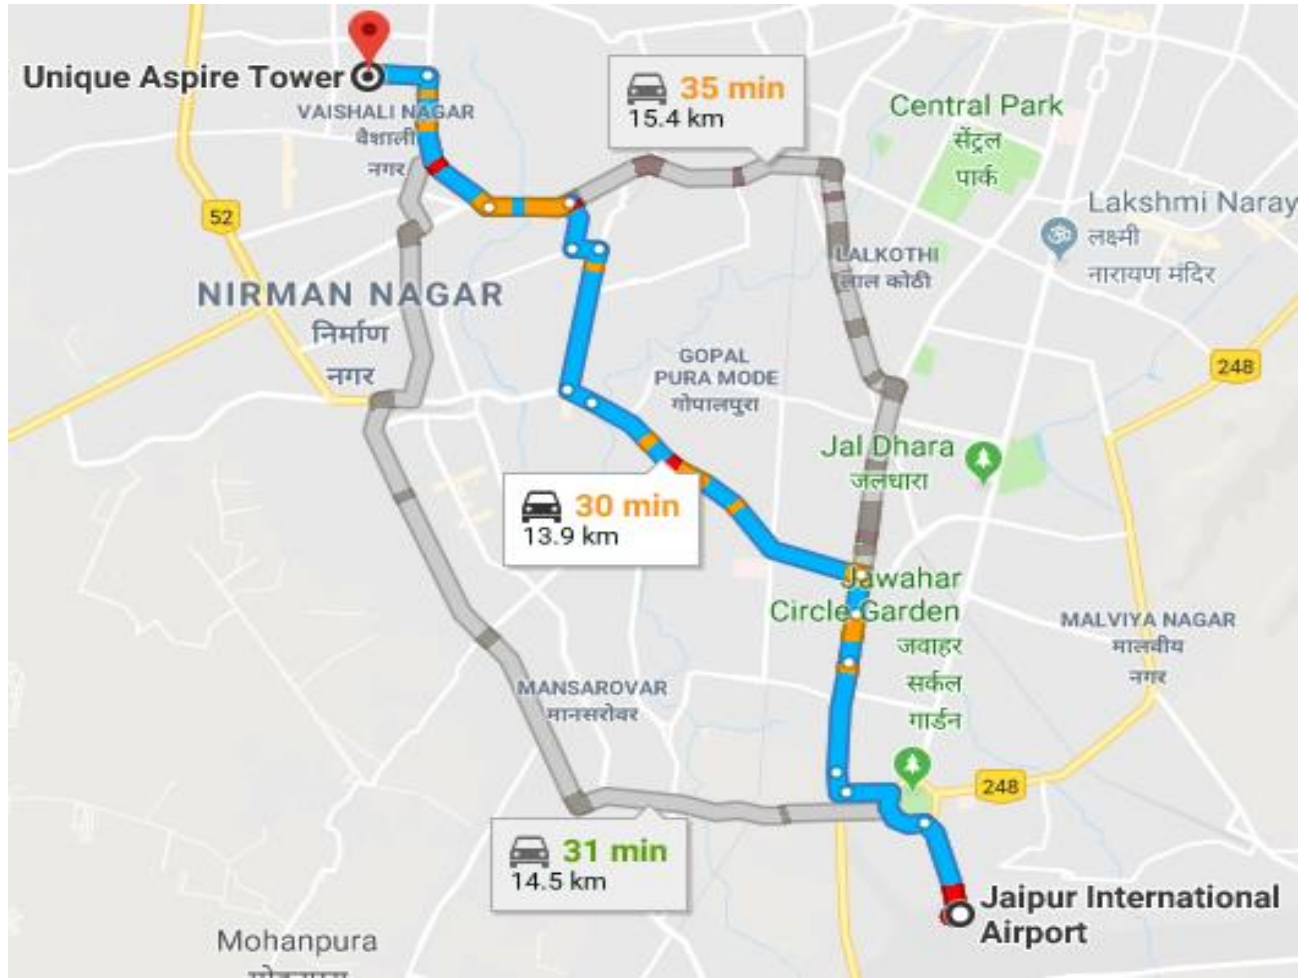 Unique Aspire Tower
VAISHALI NAGAR
वैशाली
नगर
35 min
15.4 km
Central Park
सेंट्रल
पार्क
52
Lakshmi Naray
लक्ष्मी
नारायण मंदिर
LALKOTHI
लाल कोठी
NIRMAN NAGAR
निर्माण
नगर
GOPAL
PURA MODE
गोपालपुरा
248
Jal Dhara
जलधारा
30 min
13.9 km
Jawahar
Circle Garden
जवाहर
सर्कल
गार्डन
MALVIYA NAGAR
मालवीय
नगर
MANSAROVAR
मानसरोवर
248
31 min
14.5 km
Jaipur International
Airport
Mohanpura